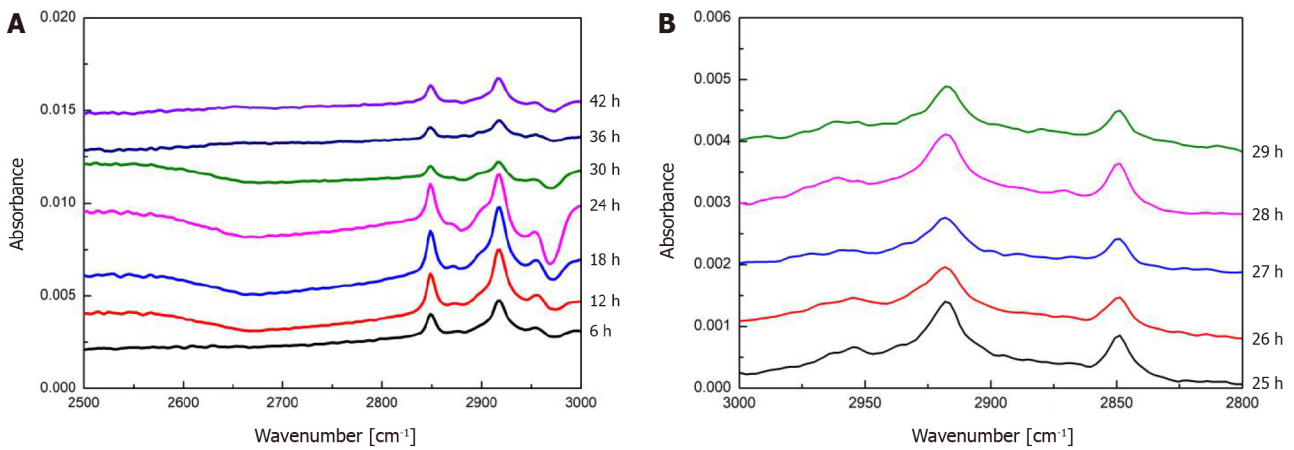 A
B
0.020
0.015
0.010
0.005
0.000
Absorbance
2500
2600
2700
2800
2900
3000
Wavenumber [cm⁻¹]
42 h
36 h
30 h
24 h
18 h
12 h
6 h
0.006
0.005
0.004
0.003
0.002
0.001
0.000
Absorbance
3000
2950
2900
2850
2800
Wavenumber [cm⁻¹]
29 h
28 h
27 h
26 h
25 h